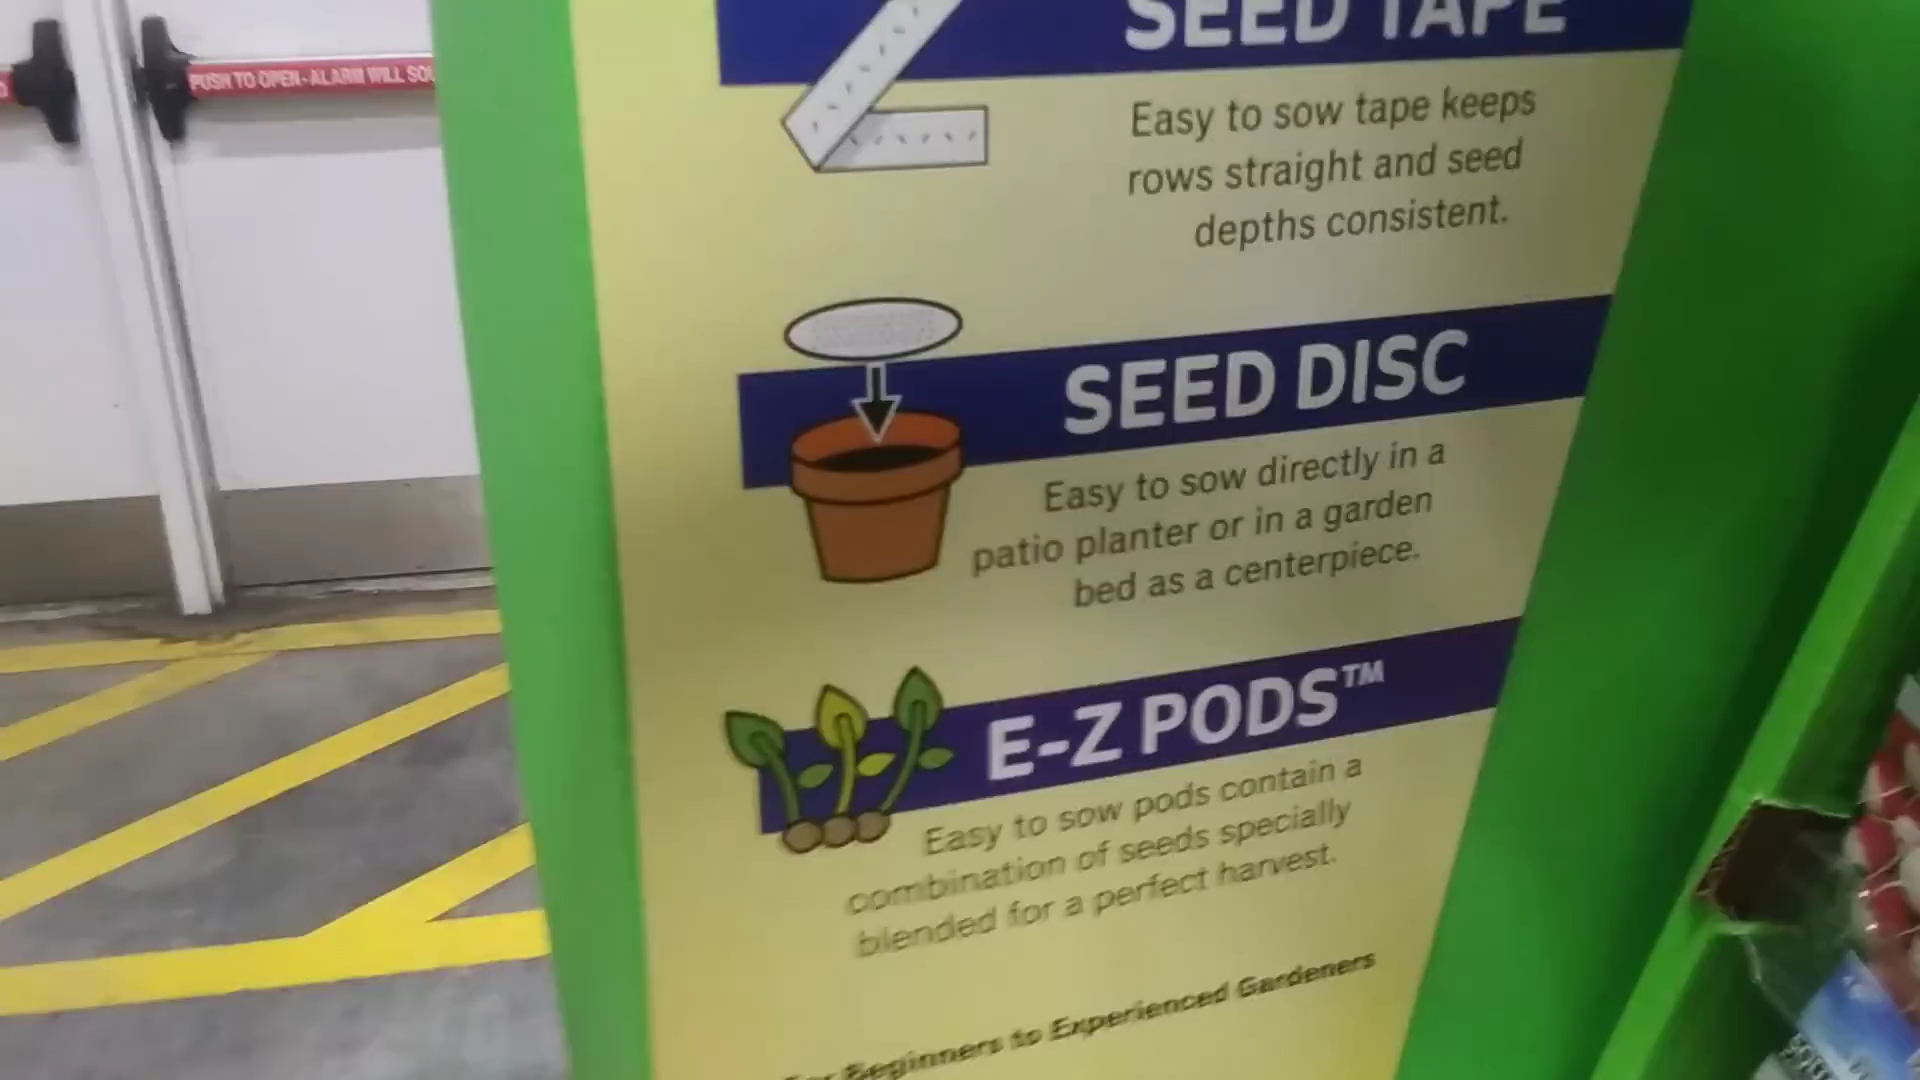 PUSH TO OPEN - ALARM WILL
SEED TAPE
Easy to sow tape keeps
rows straight and seed
depths consistent.
SEED DISC
Easy to sow directly in a
patio planter or in a garden
bed as a centerpiece.
E-Z PODS™
Easy to sow pods contain a
combination of seeds specially
blended for a perfect harvest.
Beginners to Experienced Gardeners